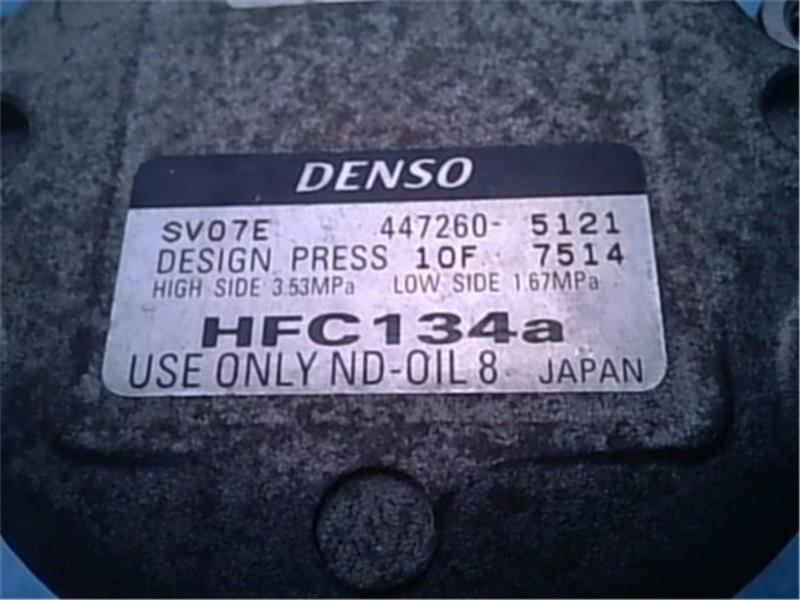 DENSO
SV07E 447260- 5121
DESIGN PRESS 10F 7514
HIGH SIDE 3.53MPa LOW SIDE 1.67MPa
HFC134a
USE ONLY ND-OIL 8 JAPAN